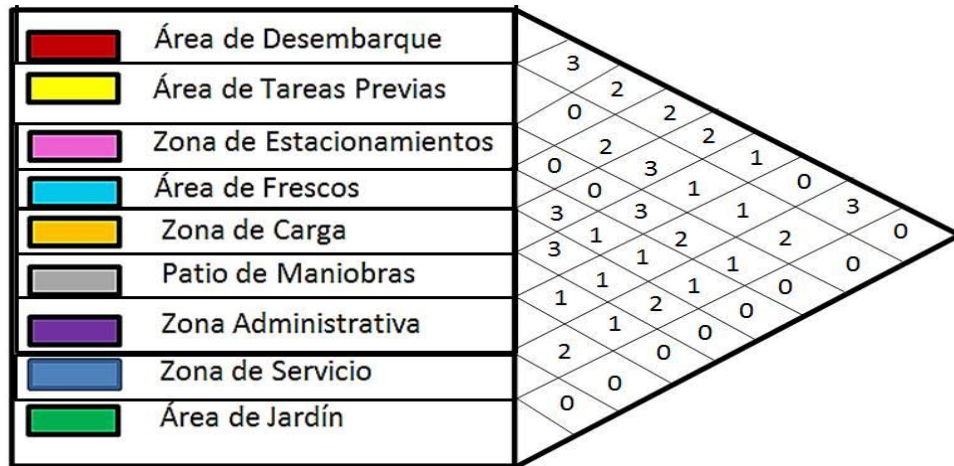 Área de Desembarque
3
Área de Tareas Previas
2
0 2
Zona de Estacionamientos
2
2 1
0 3
Área de Frescos
0 1 0
3 3 1 3
Zona de Carga
1 2 2 0
3 1 1 0
Patio de Maniobras
1 1 0
1 2 0
Zona Administrativa
1 0
2 0
Zona de Servicio
0
0
Área de Jardín